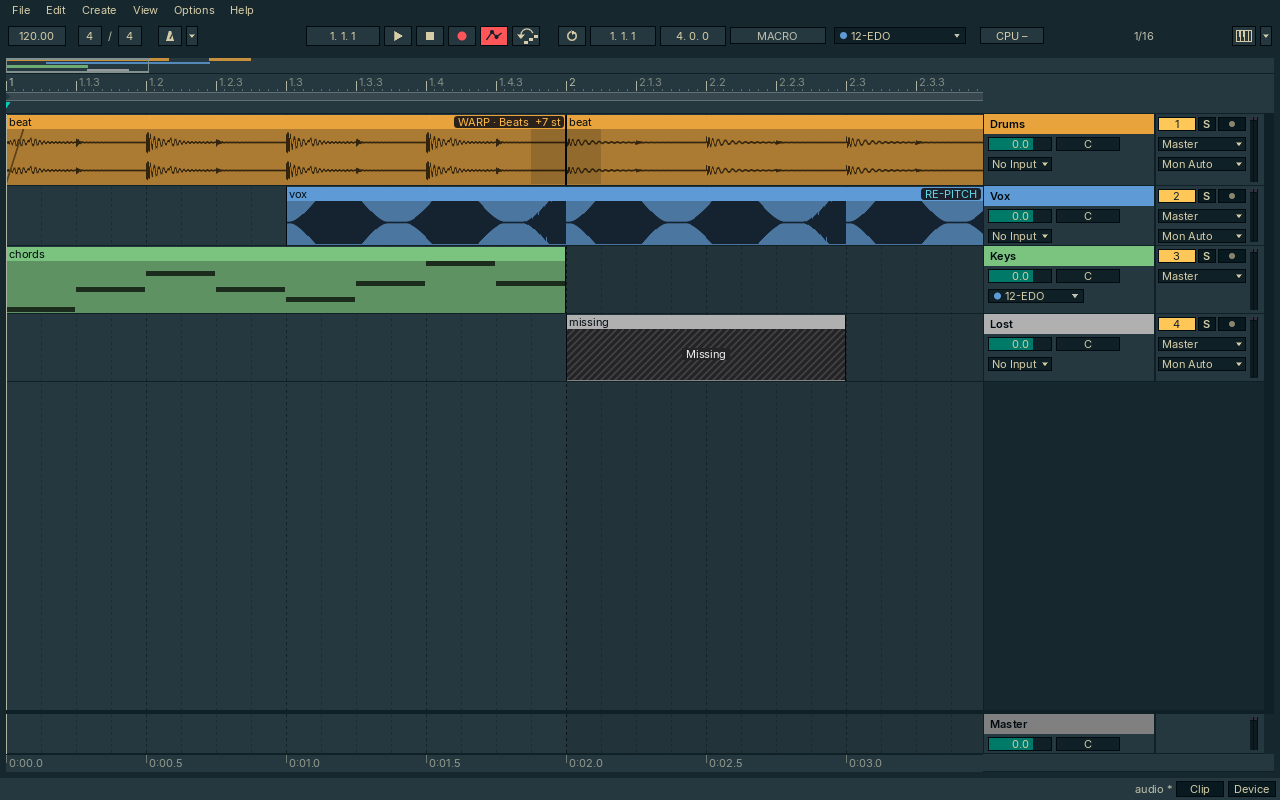 File Edit Create View Options Help
120.00 4 / 4 1. 1. 1 1. 1. 1 4. 0. 0 MACRO 12-EDO CPU – 1/16
1 1.1.3 1.2 1.2.3 1.3 1.3.3 1.4 1.4.3 2 2.1.3 2.2 2.2.3 2.3 2.3.3
beat WARP · Beats +7 st beat Drums 1 S
0.0 C Master
No Input Mon Auto
vox RE-PITCH Vox 2 S
0.0 C Master
No Input Mon Auto
chords Keys 3 S
0.0 C Master
12-EDO
missing Lost 4 S
0.0 C Master
Missing
No Input Mon Auto
Master
0.0 C
0:00.0 0:00.5 0:01.0 0:01.5 0:02.0 0:02.5 0:03.0
audio * Clip Device